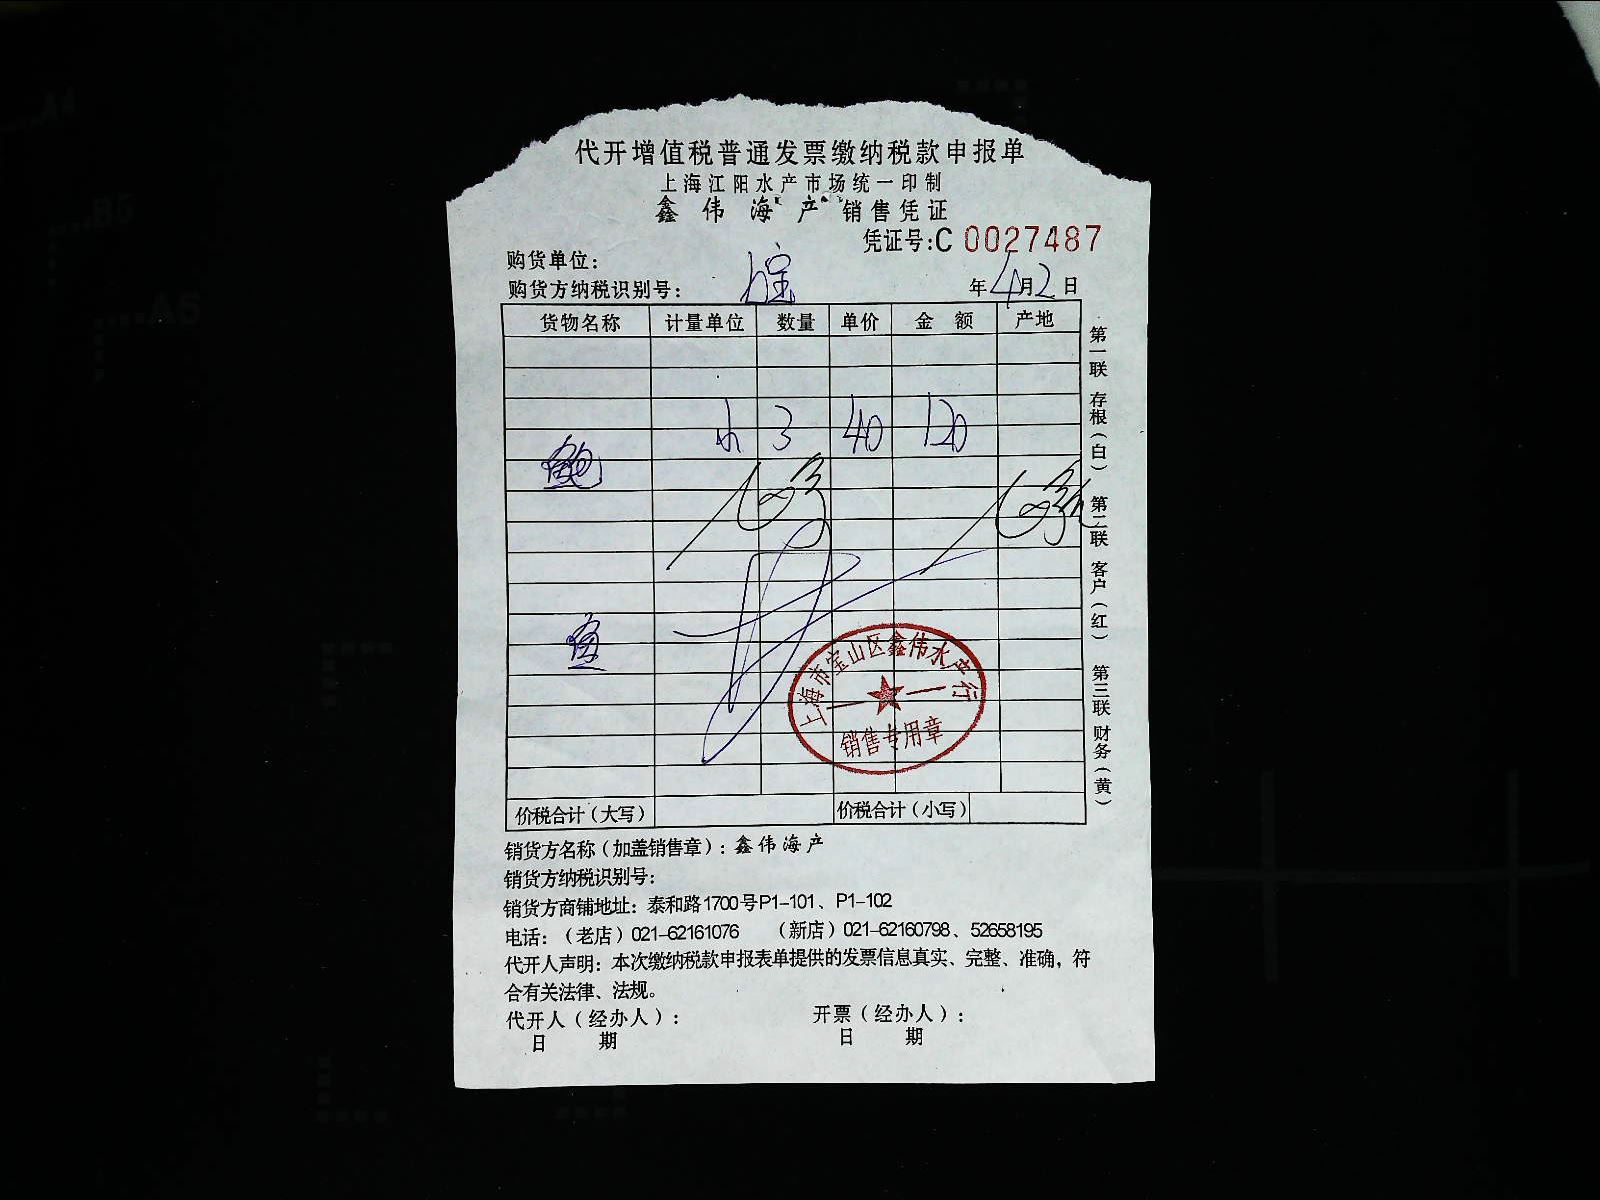 代开增值税普通发票缴纳税款申报单
上海江阳水产市场统一印制
鑫伟海产 销售凭证
凭证号:C 0027487
购货单位:
购货方纳税识别号:
年4月2日
货物名称 计量单位 数量 单价 金额 产地
3 40 120
上海市宝山区鑫伟水产行
销售专用章
价税合计(大写) 价税合计(小写)
第一联 存根(白) 第二联 客户(红) 第三联 财务(黄)
销货方名称(加盖销售章):鑫伟海产
销货方纳税识别号:
销货方商铺地址:泰和路1700号P1-101、P1-102
电话:(老店)021-62161076 (新店)021-62160798、52658195
代开人声明:本次缴纳税款申报表单提供的发票信息真实、完整、准确,符
合有关法律、法规。
代开人(经办人): 开票(经办人):
日 期 日 期